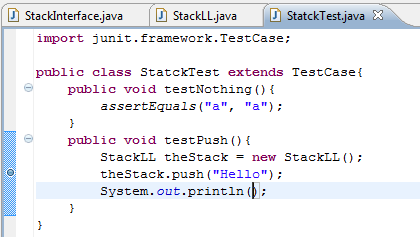 StackInterface.java StackLL.java StatckTest.java
import junit.framework.TestCase;
public class StatckTest extends TestCase{
public void testNothing(){
assertEquals("a", "a");
}
public void testPush(){
StackLL theStack = new StackLL();
theStack.push("Hello");
System.out.println();
}
}